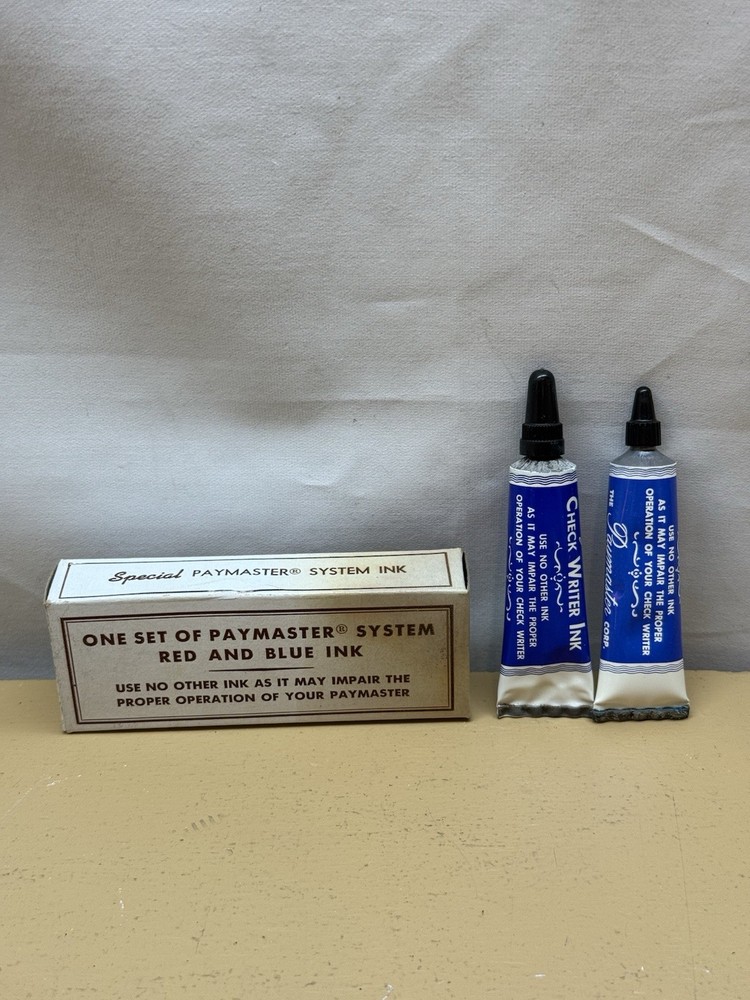 Special PAYMASTER® SYSTEM INK
ONE SET OF PAYMASTER® SYSTEM
RED AND BLUE INK
USE NO OTHER INK AS IT MAY IMPAIR THE
PROPER OPERATION OF YOUR PAYMASTER
CHECK WRITER INK
USE NO OTHER INK
AS IT MAY IMPAIR THE PROPER
OPERATION OF YOUR CHECK WRITER
USE NO OTHER INK
AS IT MAY IMPAIR THE PROPER
OPERATION OF YOUR CHECK WRITER
THE Paymaster CORP.